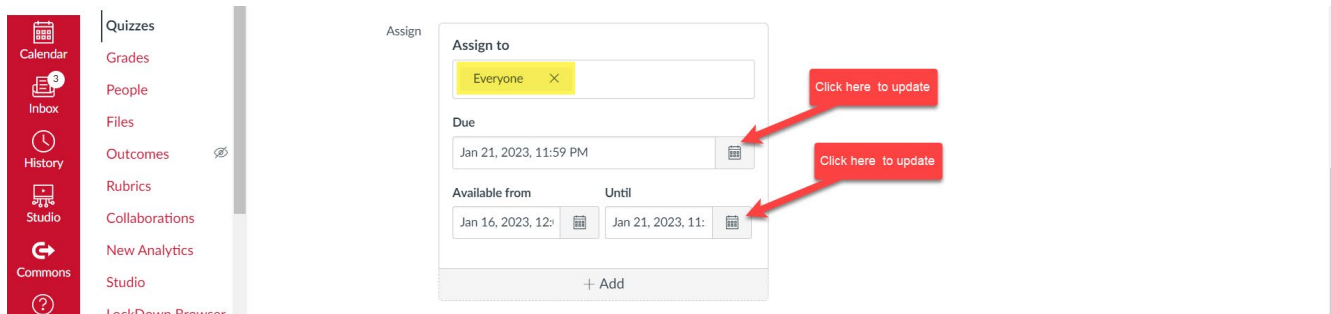 Calendar
3
Inbox
History
Studio
Commons
Quizzes
Grades
People
Files
Outcomes
Rubrics
Collaborations
New Analytics
Studio
LockDown Browser
Assign
Assign to
Everyone
Due
Jan 21, 2023, 11:59 PM
Available from Until
Jan 16, 2023, 12: Jan 21, 2023, 11:
+ Add
Click here to update
Click here to update